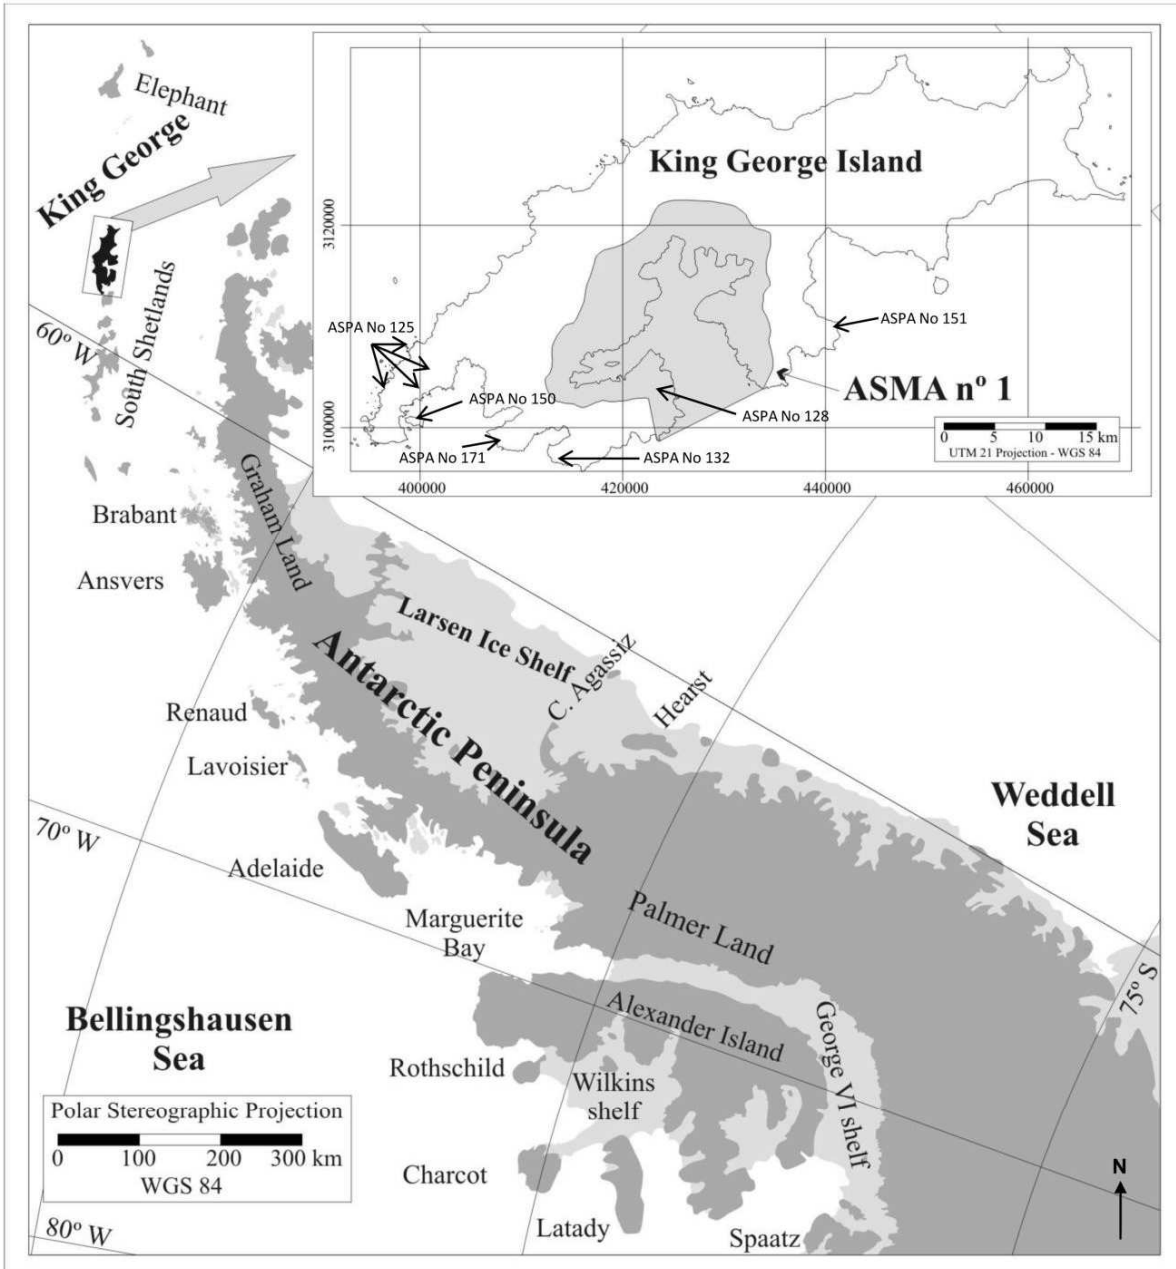 Elephant
King George
South Shetlands
60º W
King George Island
3120000
3100000
ASPA No 125
ASPA No 151
ASMA nº 1
ASPA No 150
ASPA No 128
ASPA No 171
ASPA No 132
0 5 10 15 km
UTM 21 Projection - WGS 84
400000 420000 440000 460000
Graham Land
Brabant
Ansvers
Larsen Ice Shelf
Antarctic Peninsula
C. Agassiz
Hearst
Renaud
Lavoisier
Weddell
Sea
70º W
Adelaide
Marguerite
Bay
Palmer Land
75º S
Alexander Island
George VI shelf
Bellingshausen
Sea
Rothschild
Wilkins
shelf
Polar Stereographic Projection
0 100 200 300 km
WGS 84
Charcot
Latady
Spaatz
N
80º W